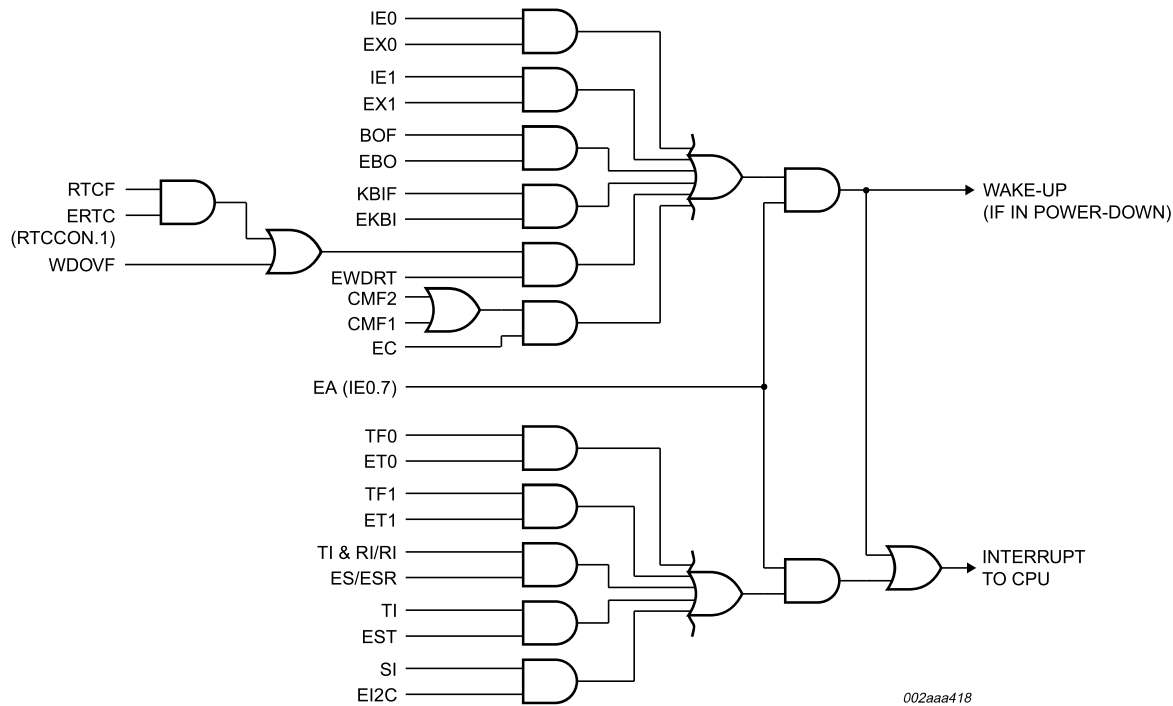 IE0
EX0
IE1
EX1
BOF
EBO
RTCF
KBIF
ERTC
EKBI
(RTCCON.1)
WDOVF
EWDRT
CMF2
CMF1
EC
WAKE-UP
(IF IN POWER-DOWN)
EA (IE0.7)
TF0
ET0
TF1
ET1
TI & RI/RI
ES/ESR
TI
EST
SI
EI2C
INTERRUPT
TO CPU
002aaa418